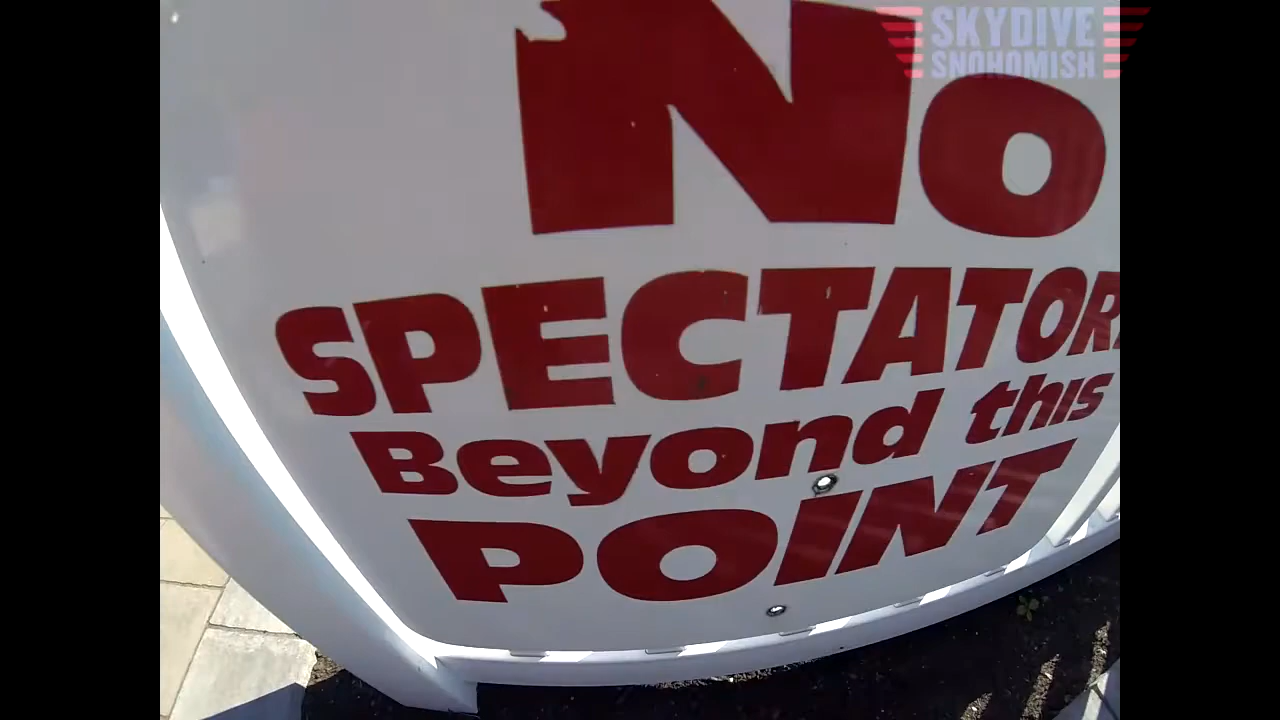 SKYDIVE
SNOHOMISH
No
SPECTATOR
Beyond this
POINT